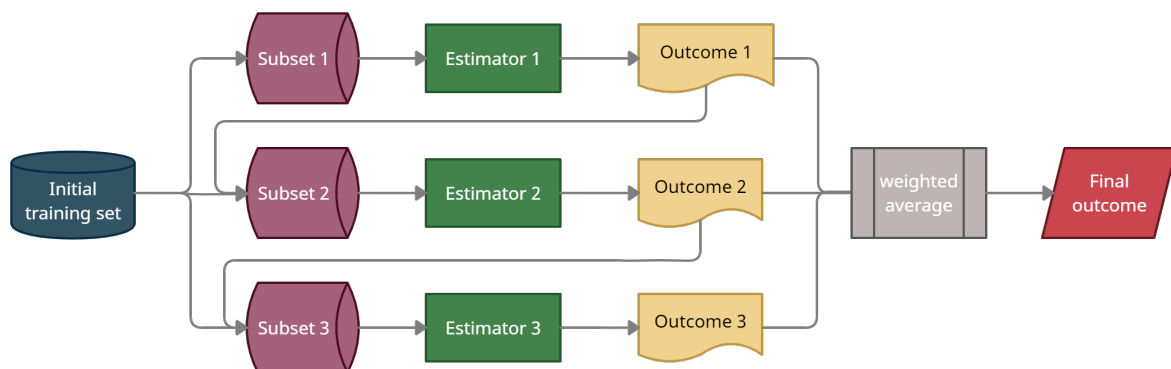 Subset 1
Estimator 1
Outcome 1
Initial
training set
Subset 2
Estimator 2
Outcome 2
weighted
average
Final
outcome
Subset 3
Estimator 3
Outcome 3